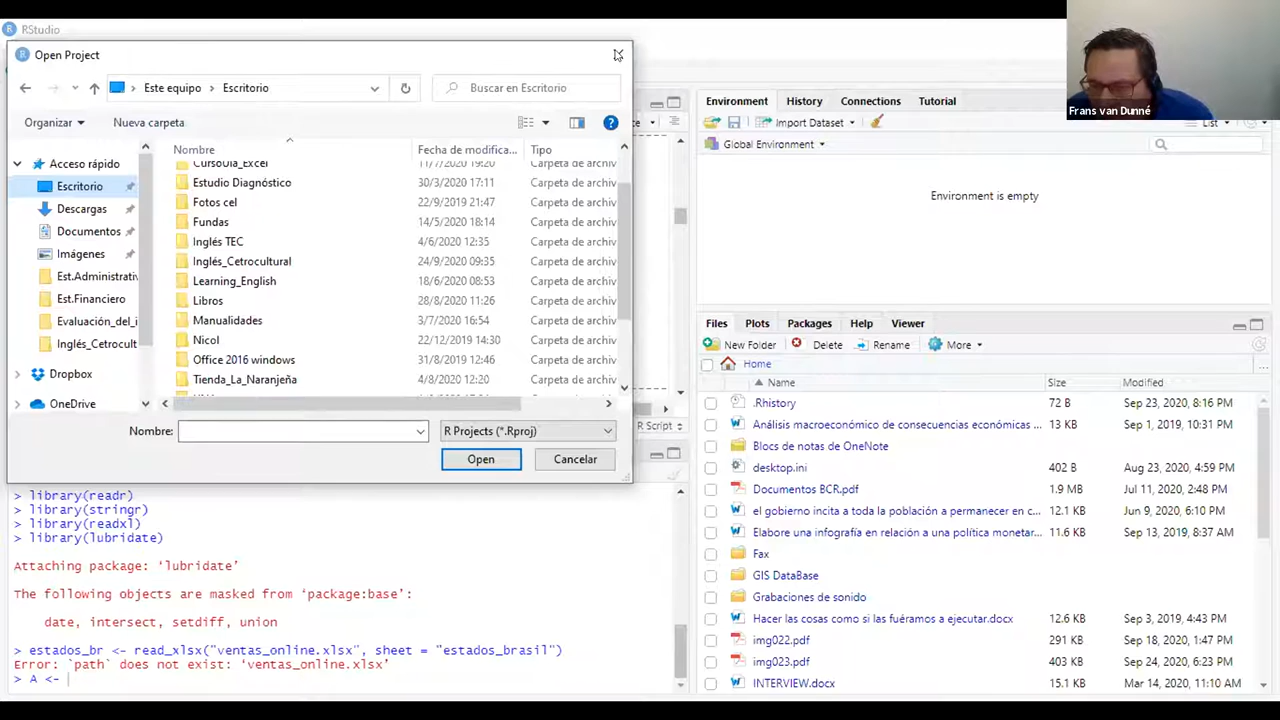 RStudio
Open Project
Este equipo > Escritorio
Buscar en Escritorio
Organizar
Nueva carpeta
Nombre
Fecha de modifica...
Tipo
Acceso rápido
Escritorio
Descargas
Documentos
Imágenes
Est.Administrativ
Est.Financiero
Evaluación_del_i
Inglés_Cetrocult
Dropbox
OneDrive
CursoUla_Excel 11/7/2020 19:20 Carpeta de archiv
Estudio Diagnóstico 30/3/2020 17:11 Carpeta de archiv
Fotos cel 22/9/2019 21:47 Carpeta de archiv
Fundas 14/5/2020 18:14 Carpeta de archiv
Inglés TEC 4/6/2020 12:35 Carpeta de archiv
Inglés_Cetrocultural 24/9/2020 09:35 Carpeta de archiv
Learning_English 18/6/2020 08:53 Carpeta de archiv
Libros 28/8/2020 11:26 Carpeta de archiv
Manualidades 3/7/2020 16:54 Carpeta de archiv
Nicol 22/12/2019 14:30 Carpeta de archiv
Office 2016 windows 31/8/2019 12:46 Carpeta de archiv
Tienda_La_Naranjeña 4/8/2020 12:20 Carpeta de archiv
Nombre:
R Projects (*.Rproj)
Open
Cancelar
R Script
> library(readr)
> library(stringr)
> library(readxl)
> library(lubridate)
Attaching package: ‘lubridate’
The following objects are masked from ‘package:base’:
date, intersect, setdiff, union
> estados_br <- read_xlsx("ventas_online.xlsx", sheet = "estados_brasil")
Error: `path` does not exist: ‘ventas_online.xlsx’
> A <-
Frans van Dunné
Environment History Connections Tutorial
Import Dataset
List
Global Environment
Environment is empty
Files Plots Packages Help Viewer
New Folder Delete Rename More
Home
Name Size Modified
.Rhistory 72 B Sep 23, 2020, 8:16 PM
Análisis macroeconómico de consecuencias económicas ... 13 KB Sep 1, 2019, 10:31 PM
Blocs de notas de OneNote
desktop.ini 402 B Aug 23, 2020, 4:59 PM
Documentos BCR.pdf 1.9 MB Jul 11, 2020, 2:48 PM
el gobierno incita a toda la población a permanecer en c... 12.1 KB Jun 9, 2020, 6:10 PM
Elabore una infografía en relación a una política monetar... 11.6 KB Sep 13, 2019, 8:37 AM
Fax
GIS DataBase
Grabaciones de sonido
Hacer las cosas como si las fuéramos a ejecutar.docx 12.6 KB Sep 3, 2019, 4:43 PM
img022.pdf 291 KB Sep 18, 2020, 1:47 PM
img023.pdf 403 KB Sep 24, 2020, 6:23 PM
INTERVIEW.docx 15.1 KB Mar 14, 2020, 11:10 AM